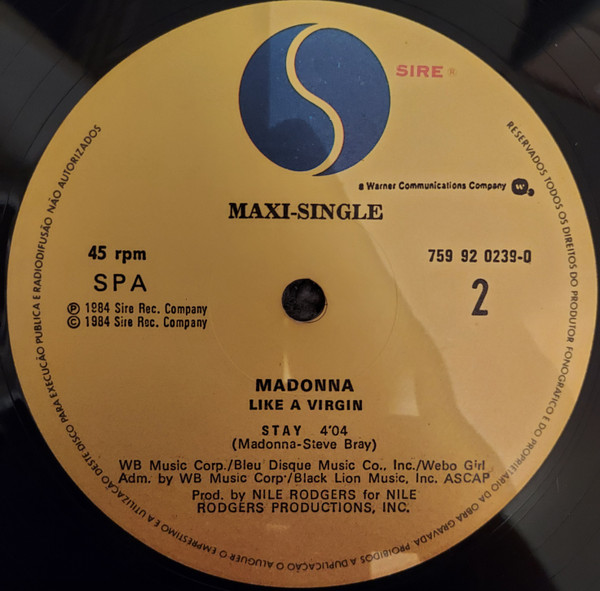 SIRE ®
a Warner Communications Company
MAXI-SINGLE
45 rpm
759 92 0239-0
SPA
2
Ⓟ 1984 Sire Rec. Company
© 1984 Sire Rec. Company
MADONNA
LIKE A VIRGIN
STAY 4'04
(Madonna-Steve Bray)
WB Music Corp./Bleu Disque Music Co., Inc./Webo Girl
Adm. by WB Music Corp./Black Lion Music, Inc. ASCAP
Prod. by NILE RODGERS for NILE
RODGERS PRODUCTIONS, INC.
RESERVADOS TODOS OS DIREITOS DO PRODUTOR FONOGRÁFICO E DO PROPRIETARIO DA OBRA GRAVADA. PROIBIDOS A DUPLICAÇÃO O ALUGUER O EMPRESTIMO E A UTILIZAÇÃO DESTE DISCO PARA EXECUÇÃO PUBLICA E RADIODIFUSÃO NÃO AUTORIZADOS